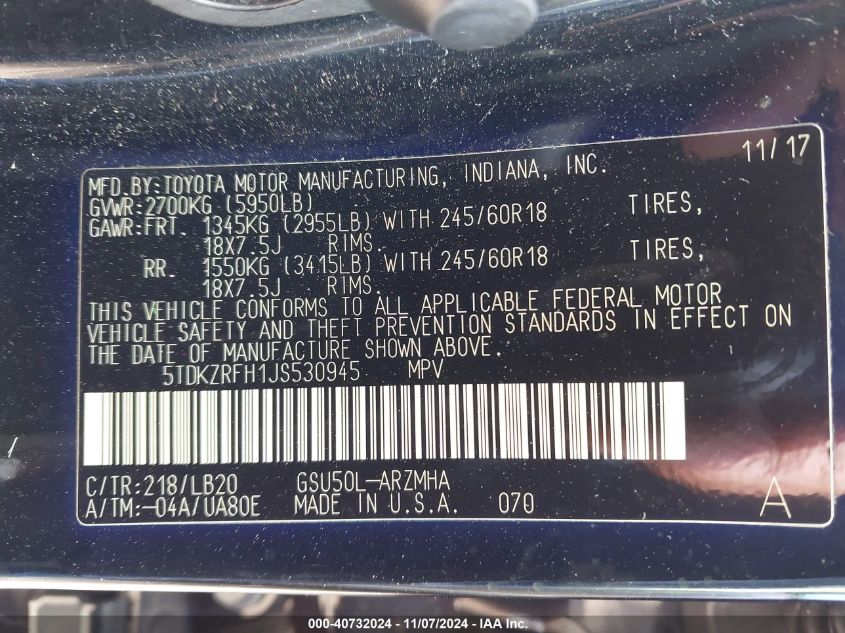 11/17
MFD.BY:TOYOTA MOTOR MANUFACTURING, INDIANA, INC.
GVWR:2700KG (5950LB)
GAWR:FRT. 1345KG (2955LB) WITH 245/60R18 TIRES,
18X7.5J RIMS.
RR. 1550KG (3415LB) WITH 245/60R18 TIRES,
18X7.5J RIMS.
THIS VEHICLE CONFORMS TO ALL APPLICABLE FEDERAL MOTOR
VEHICLE SAFETY AND THEFT PREVENTION STANDARDS IN EFFECT ON
THE DATE OF MANUFACTURE SHOWN ABOVE.
5TDKZRFH1JS530945 MPV
C/TR:218/LB20 GSU50L-ARZMHA
A/TM:-04A/UA80E MADE IN U.S.A. 070 A
000-40732024 - 11/07/2024 - IAA Inc.